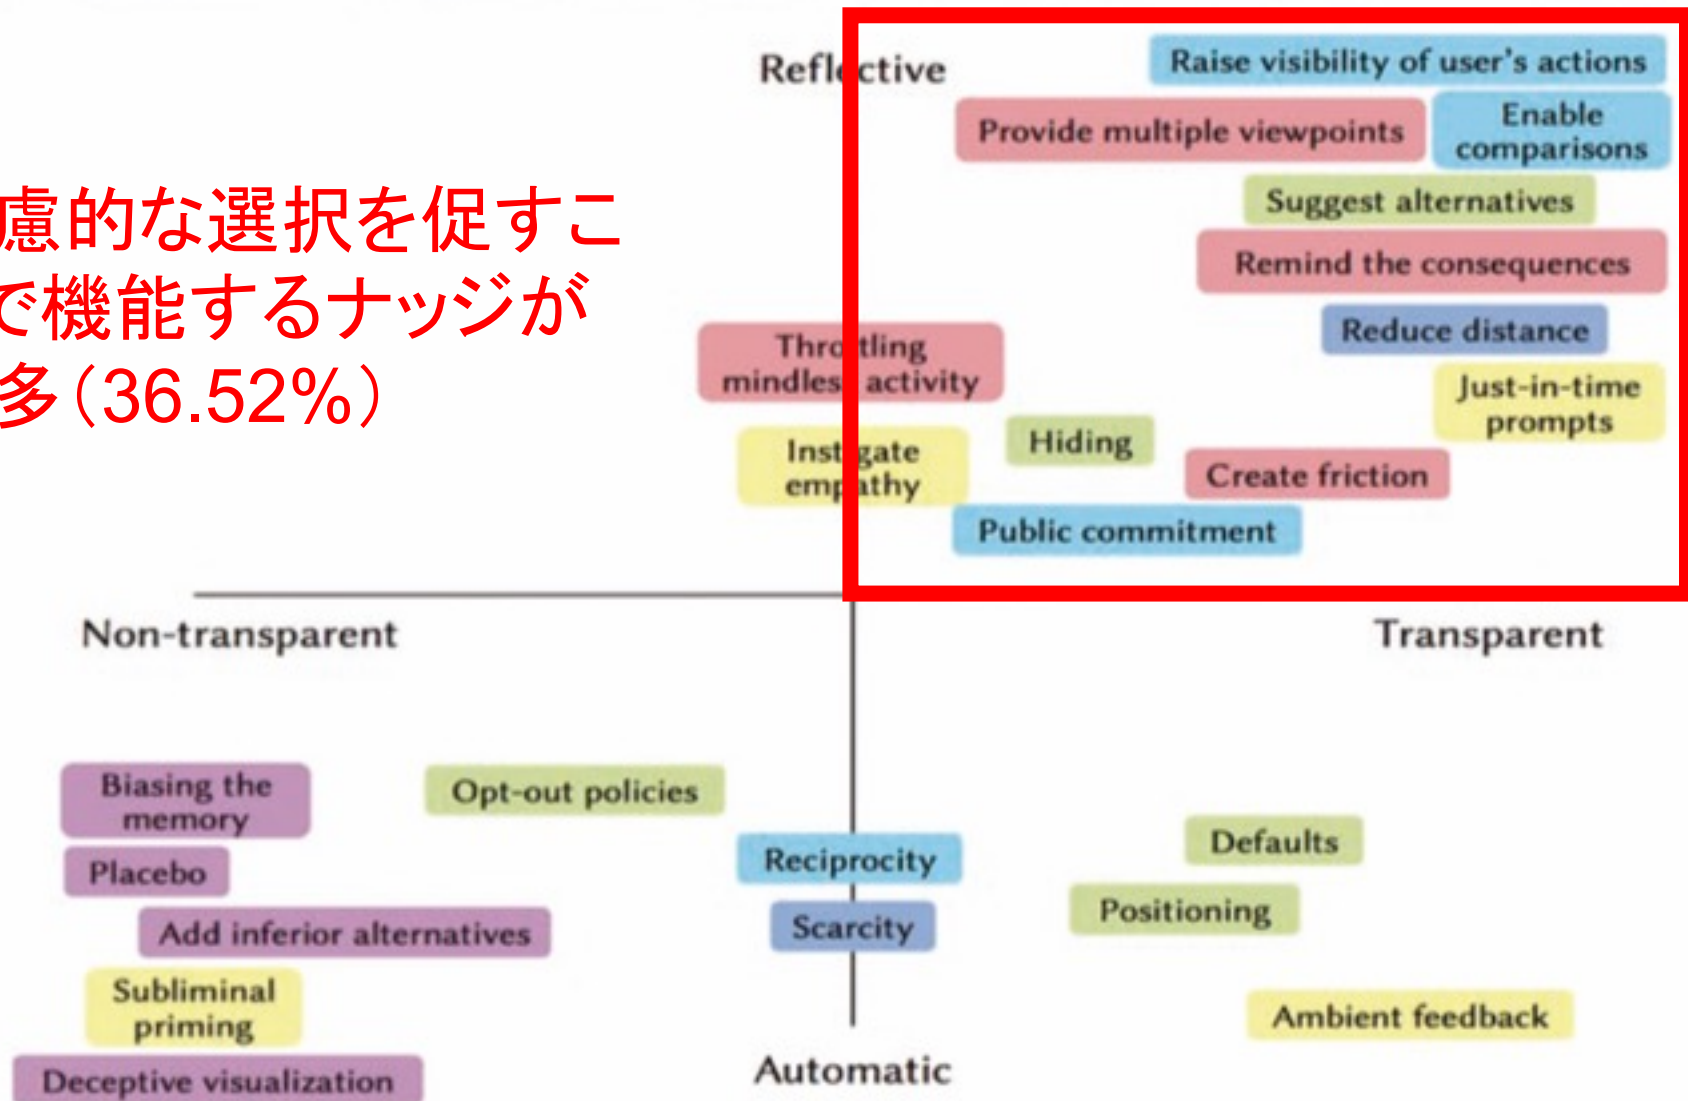 Reflective
Raise visibility of user's actions
Provide multiple viewpoints
Enable
comparisons
慮的な選択を促すこ
で機能するナッジが
多（36.52%）
Suggest alternatives
Remind the consequences
Reduce distance
Throttling
mindless activity
Just-in-time
prompts
Hiding
Instigate
empathy
Create friction
Public commitment
Non-transparent
Transparent
Biasing the
memory
Opt-out policies
Defaults
Reciprocity
Placebo
Positioning
Scarcity
Add inferior alternatives
Subliminal
priming
Ambient feedback
Automatic
Deceptive visualization